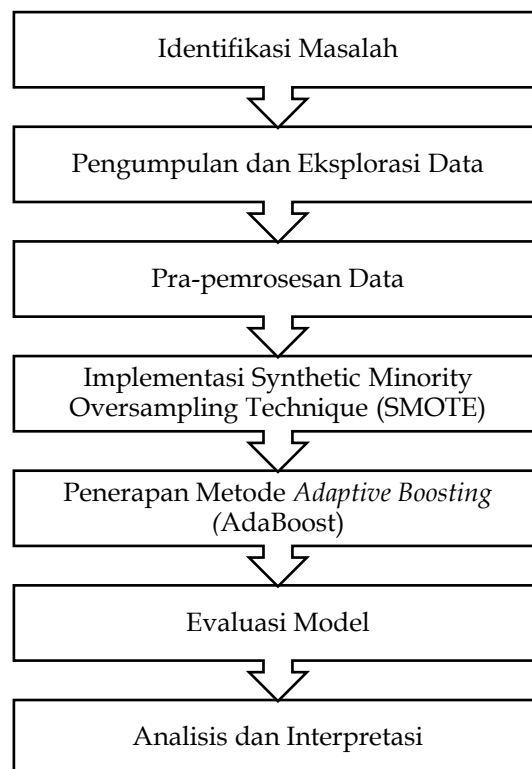 Identifikasi Masalah
Pengumpulan dan Eksplorasi Data
Pra-pemrosesan Data
Implementasi Synthetic Minority
Oversampling Technique (SMOTE)
Penerapan Metode Adaptive Boosting
(AdaBoost)
Evaluasi Model
Analisis dan Interpretasi